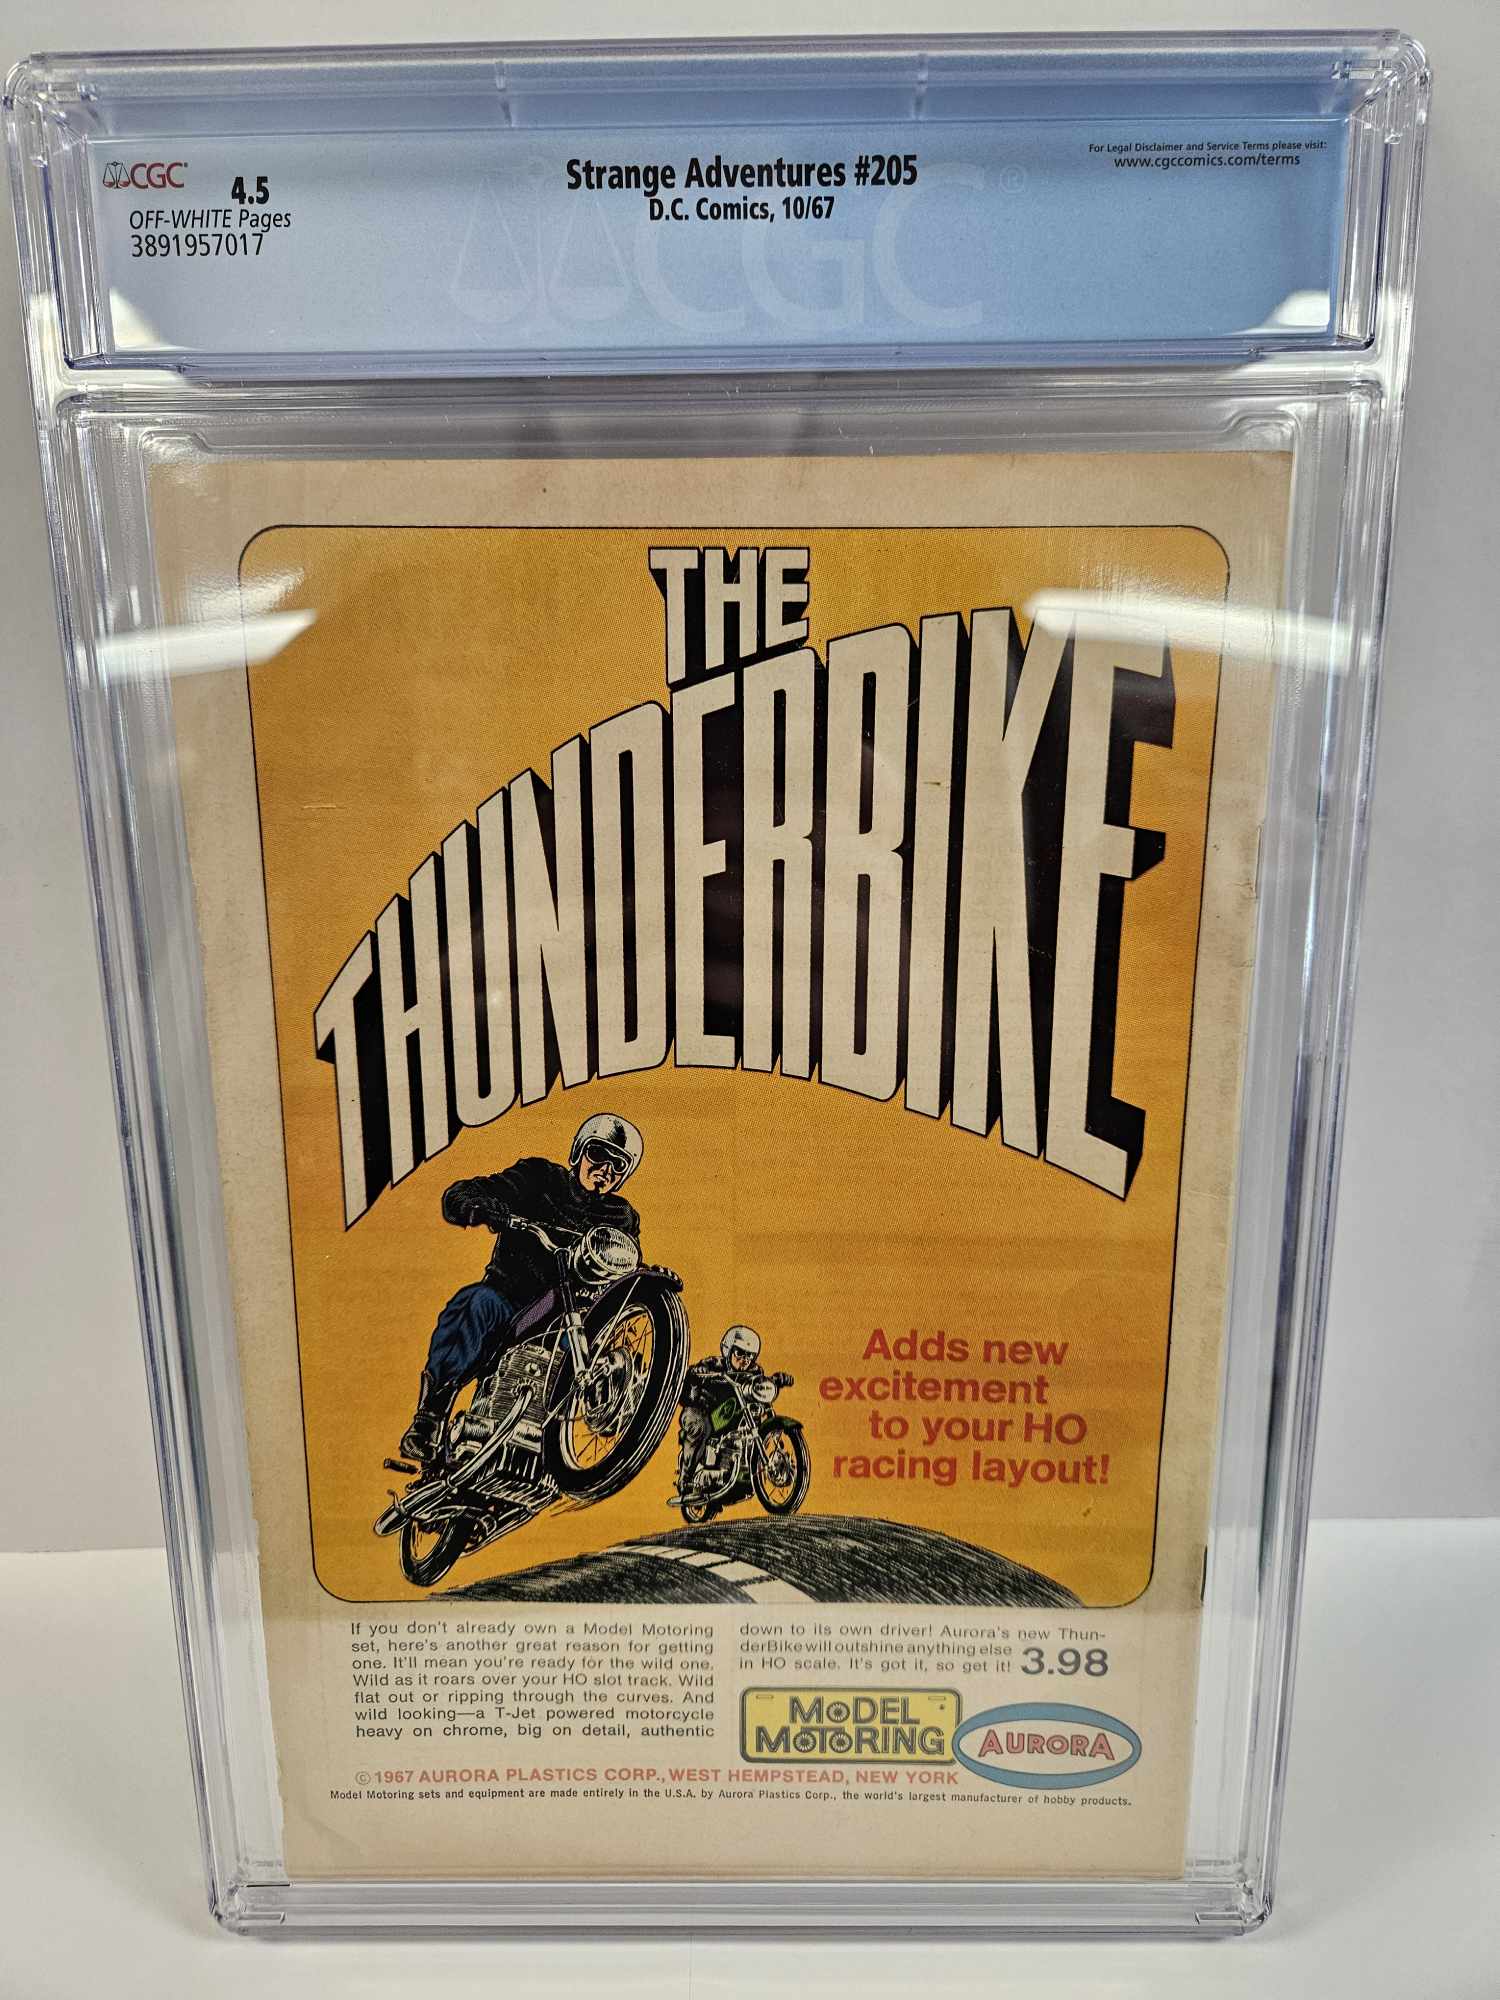 CGC
4.5
OFF-WHITE Pages
3891957017
Strange Adventures #205
D.C. Comics, 10/67
For Legal Disclaimer and Service Terms please visit:
www.cgccomics.com/terms
CGC
THE
THUNDERBIKE
Adds new
excitement
to your HO
racing layout!
If you don't already own a Model Motoring
set, here's another great reason for getting
one. It'll mean you're ready for the wild one.
Wild as it roars over your HO slot track. Wild
flat out or ripping through the curves. And
wild looking—a T-Jet powered motorcycle
heavy on chrome, big on detail, authentic
down to its own driver! Aurora's new Thun-
derBike will outshine anything else
in HO scale. It's got it, so get it! 3.98
MODEL
MOTORING
AURORA
© 1967 AURORA PLASTICS CORP., WEST HEMPSTEAD, NEW YORK
Model Motoring sets and equipment are made entirely in the U.S.A. by Aurora Plastics Corp., the world's largest manufacturer of hobby products.